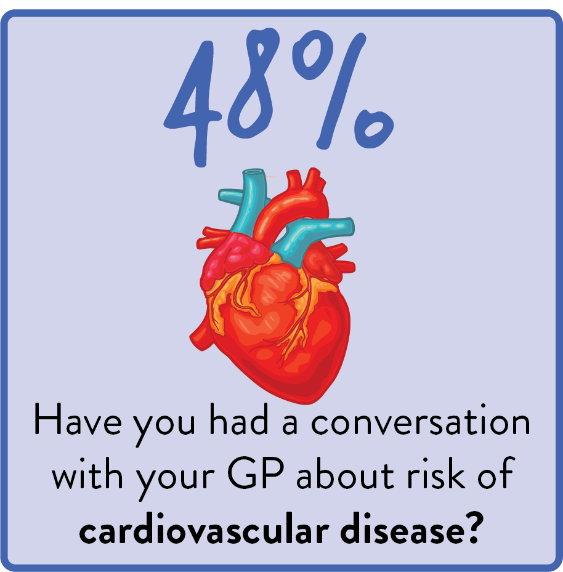 48%
Have you had a conversation
with your GP about risk of
cardiovascular disease?